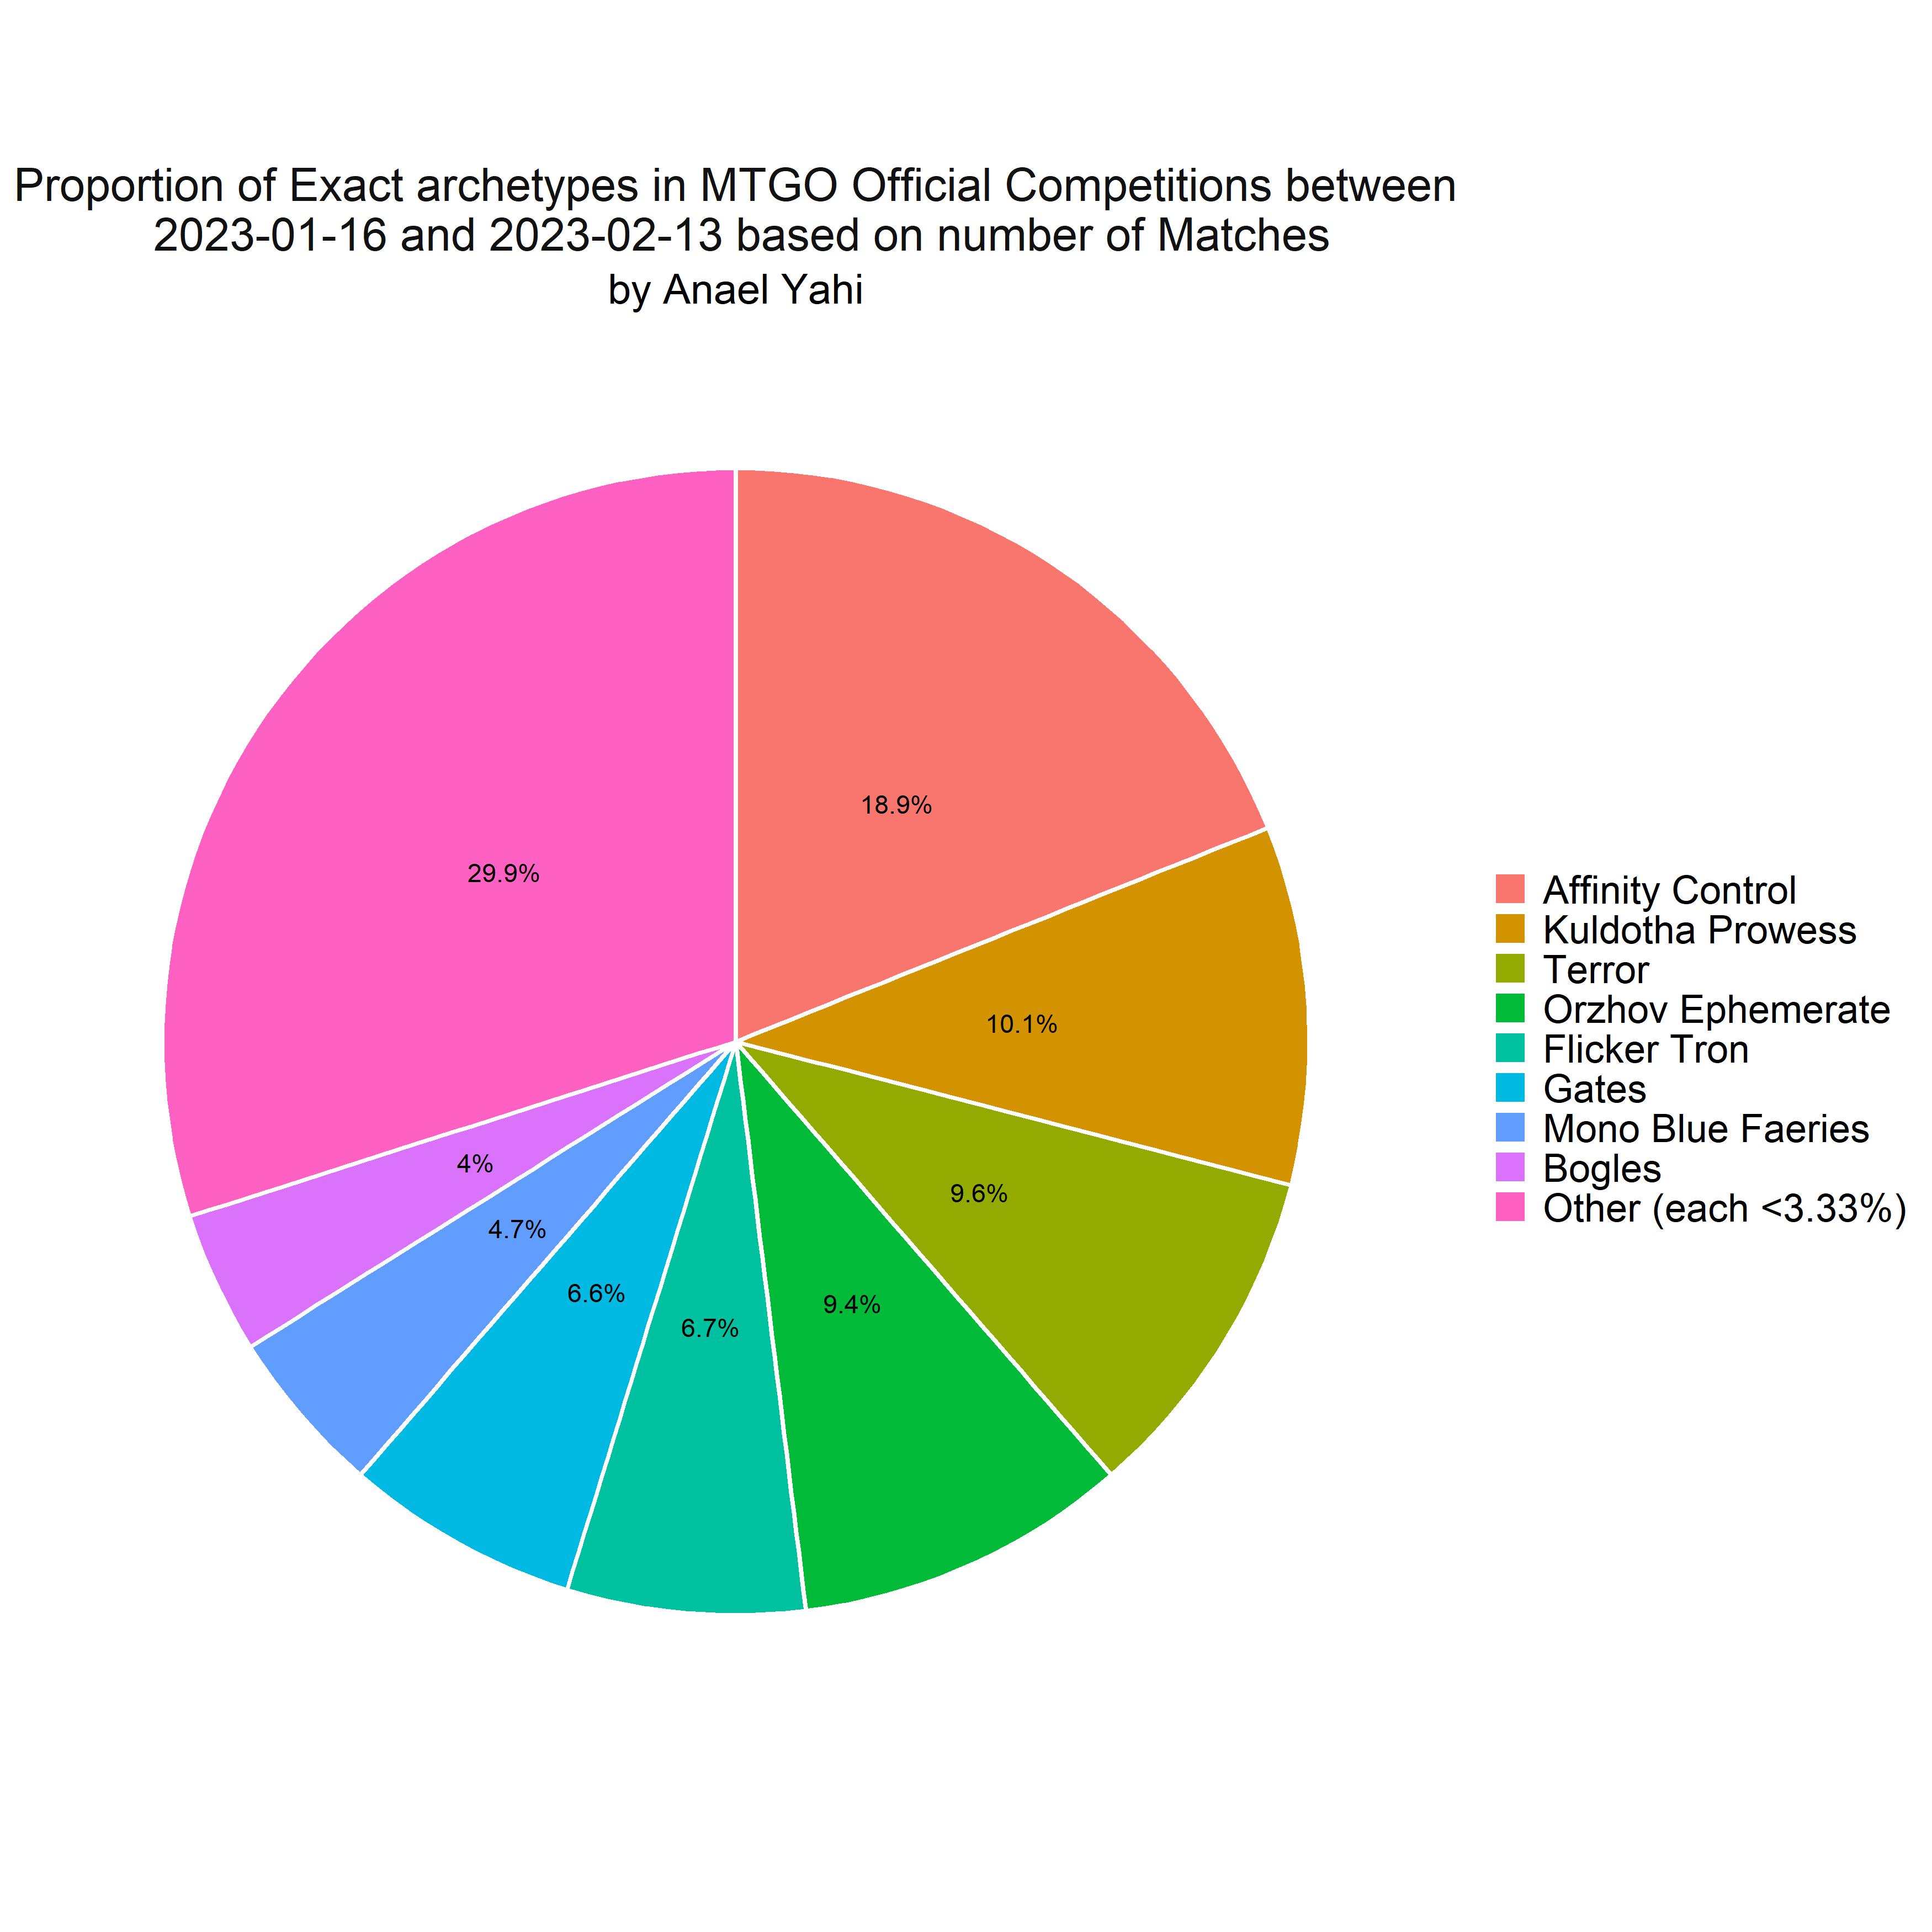 Proportion of Exact archetypes in MTGO Official Competitions between
2023-01-16 and 2023-02-13 based on number of Matches
by Anael Yahi
18.9%
29.9%
10.1%
4%
9.6%
4.7%
6.6%
9.4%
6.7%
Affinity Control
Kuldotha Prowess
Terror
Orzhov Ephemerate
Flicker Tron
Gates
Mono Blue Faeries
Bogles
Other (each <3.33%)